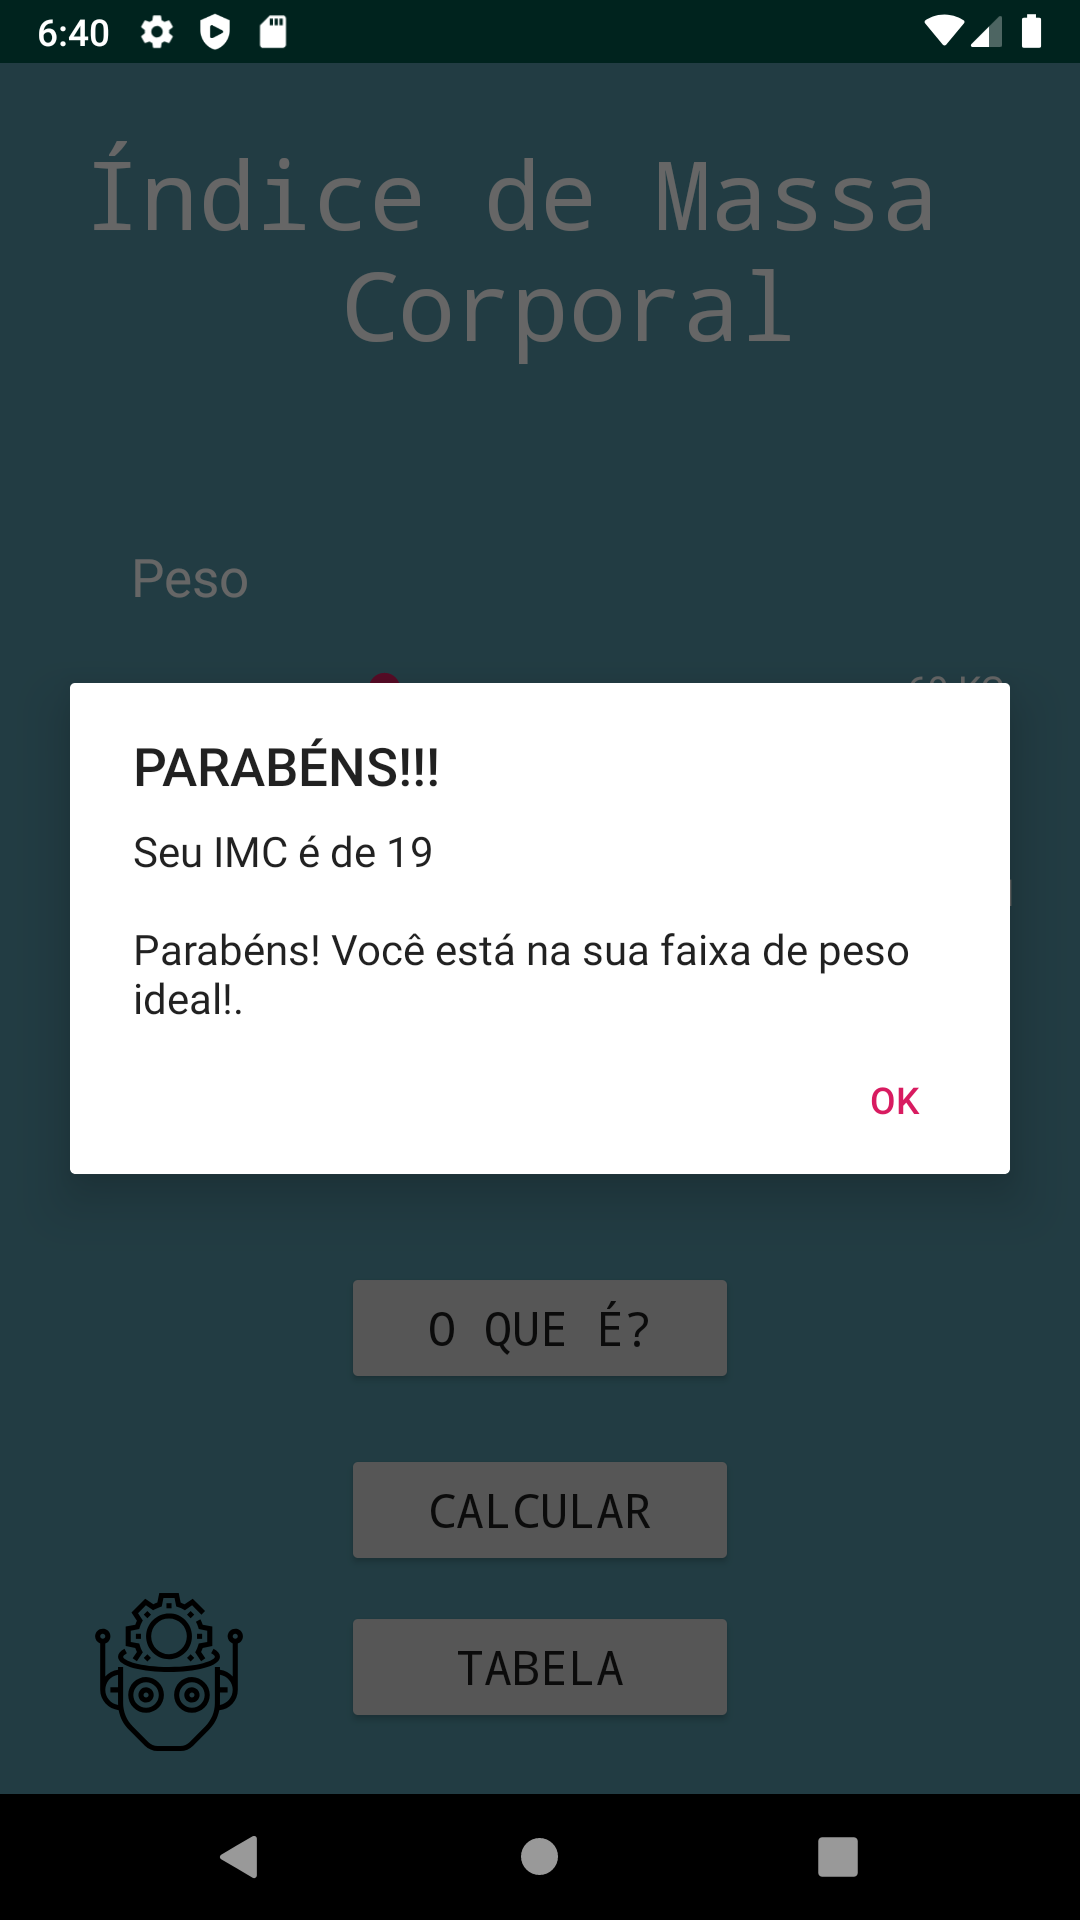 6:40
Índice de Massa
Corporal
Peso
PARABÉNS!!!
Seu IMC é de 19
Parabéns! Você está na sua faixa de peso
ideal!.
OK
O QUE É?
CALCULAR
TABELA